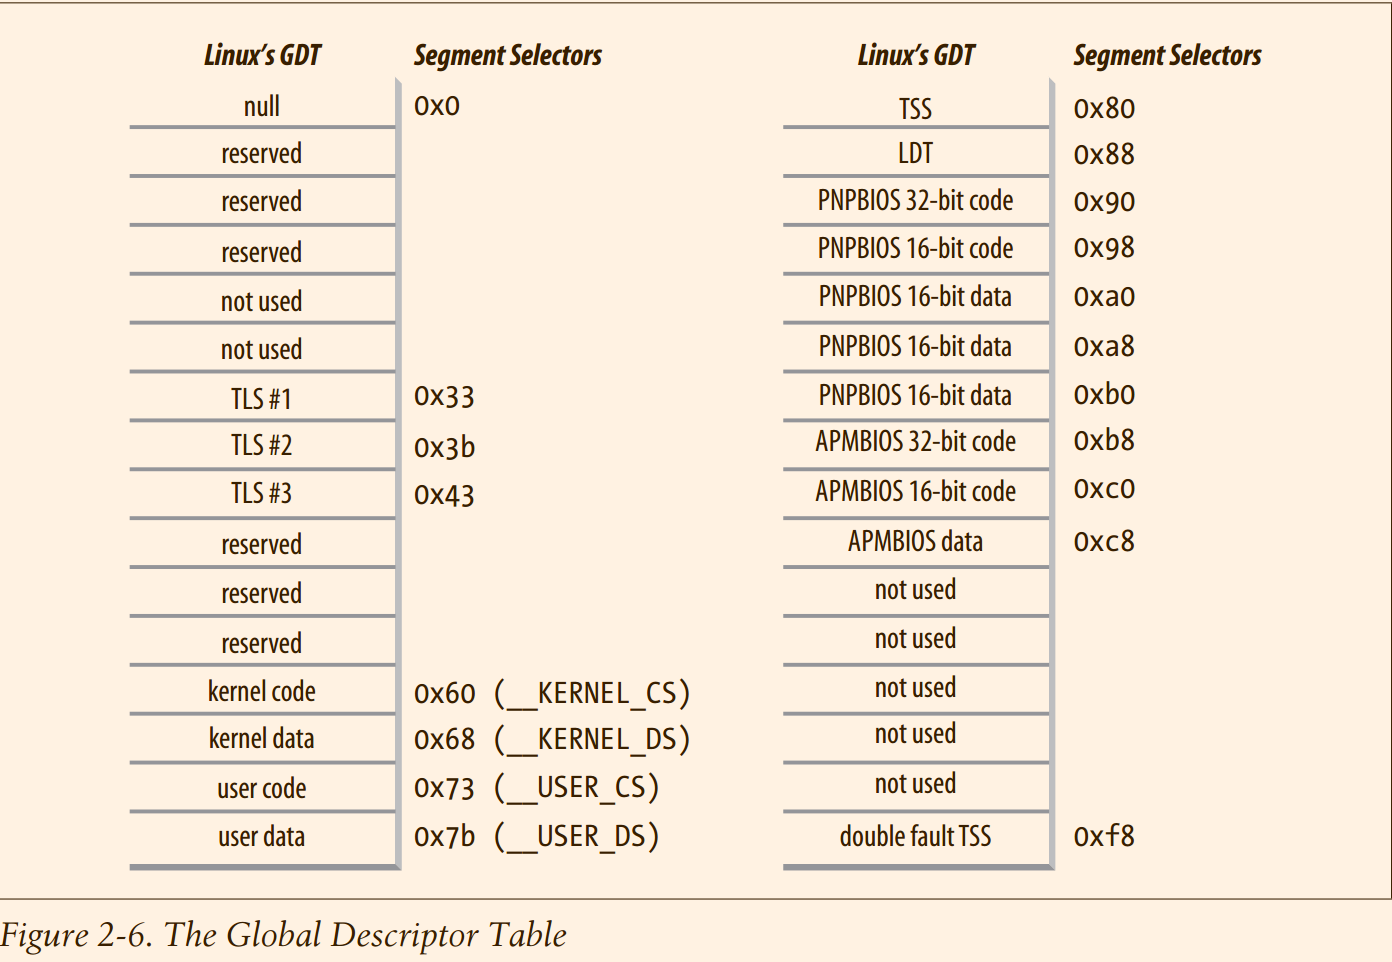 Linux's GDT Segment Selectors
null 0x0
reserved
reserved
reserved
not used
not used
TLS #1 0x33
TLS #2 0x3b
TLS #3 0x43
reserved
reserved
reserved
kernel code 0x60 (__KERNEL_CS)
kernel data 0x68 (__KERNEL_DS)
user code 0x73 (__USER_CS)
user data 0x7b (__USER_DS)
Linux's GDT Segment Selectors
TSS 0x80
LDT 0x88
PNPBIOS 32-bit code 0x90
PNPBIOS 16-bit code 0x98
PNPBIOS 16-bit data 0xa0
PNPBIOS 16-bit data 0xa8
PNPBIOS 16-bit data 0xb0
APMBIOS 32-bit code 0xb8
APMBIOS 16-bit code 0xc0
APMBIOS data 0xc8
not used
not used
not used
not used
not used
double fault TSS 0xf8
Figure 2-6. The Global Descriptor Table